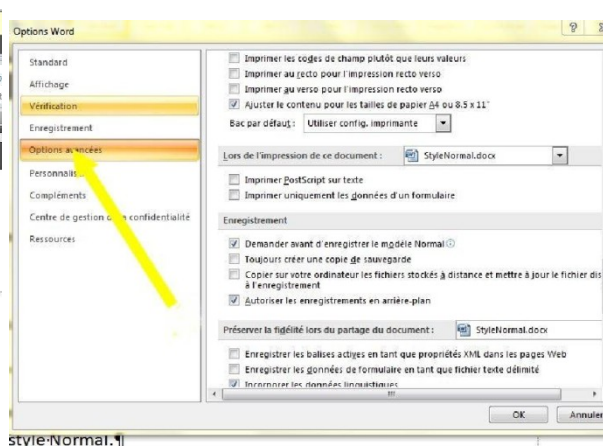 Options Word
Standard
Affichage
Vérification
Enregistrement
Options avancées
Personnalis
Compléments
Centre de gestion de la confidentialité
Ressources
Imprimer les codes de champ plutôt que leurs valeurs
Imprimer au recto pour l'impression recto verso
Imprimer au verso pour l'impression recto verso
Ajuster le contenu pour les tailles de papier A4 ou 8.5 x 11"
Bac par défaut : Utiliser config. imprimante
Lors de l'impression de ce document : StyleNormal.docx
Imprimer PostScript sur texte
Imprimer uniquement les données d'un formulaire
Enregistrement
Demander avant d'enregistrer le modèle Normal
Toujours créer une copie de sauvegarde
Copier sur votre ordinateur les fichiers stockés à distance et mettre à jour le fichier dis
à l'enregistrement
Autoriser les enregistrements en arrière-plan
Préserver la fidélité lors du partage du document : StyleNormal.docx
Enregistrer les balises actives en tant que propriétés XML dans les pages Web
Enregistrer les données de formulaire en tant que fichier texte délimité
Incorporer les données linguistiques
OK Annuler
style·Normal.¶